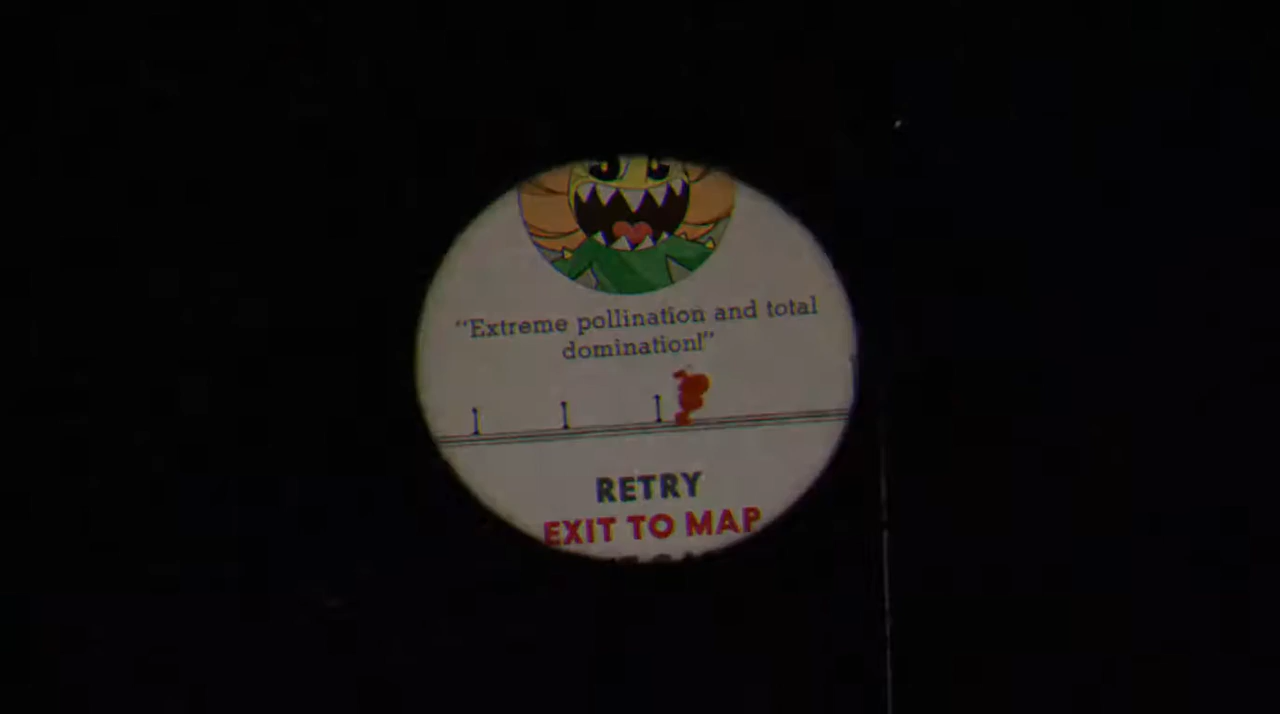 “Extreme pollination and total
domination!”
RETRY
EXIT TO MAP